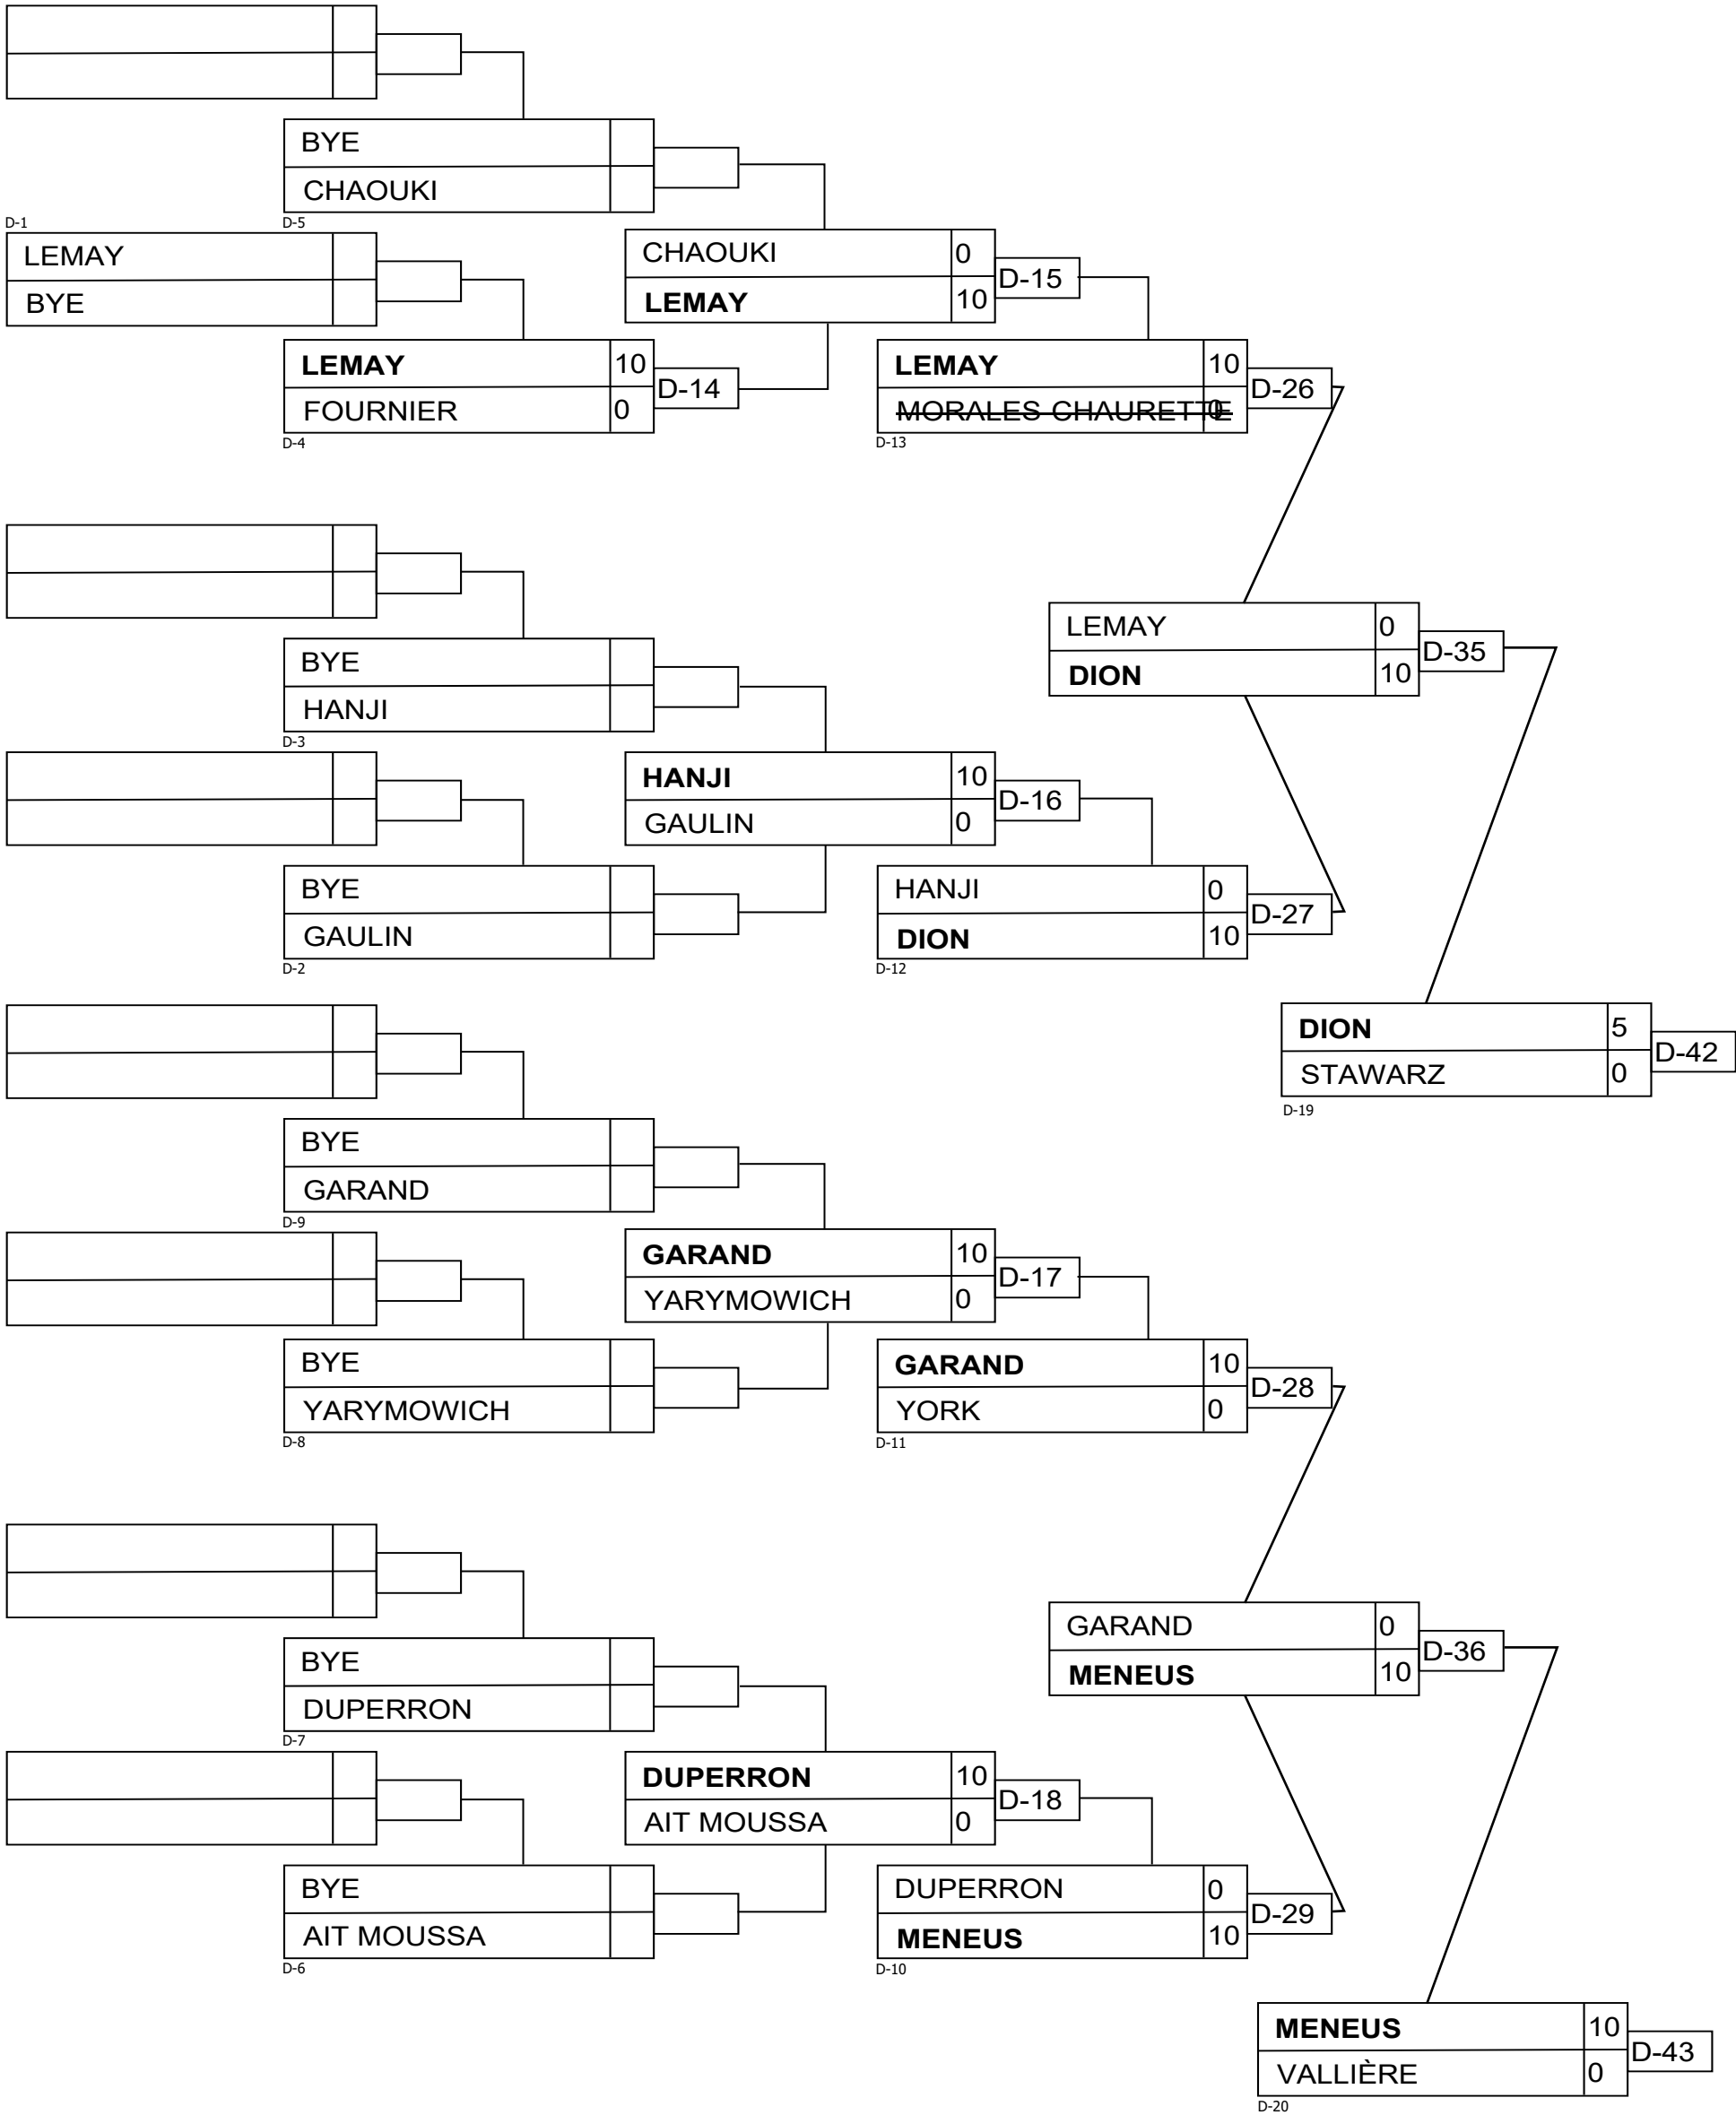 BYE
CHAOUKI
D-1
D-5
LEMAY
BYE
CHAOUKI 0
LEMAY 10
D-15
LEMAY 10
FOURNIER 0
D-14
D-4
LEMAY 10
MORALES-CHAURETTE 0
D-26
D-13
LEMAY 0
DION 10
D-35
BYE
HANJI
D-3
HANJI 10
GAULIN 0
D-16
BYE
GAULIN
D-2
HANJI 0
DION 10
D-27
D-12
DION 5
STAWARZ 0
D-42
D-19
BYE
GARAND
D-9
GARAND 10
YARYMOWICH 0
D-17
BYE
YARYMOWICH
D-8
GARAND 10
YORK 0
D-28
D-11
GARAND 0
MENEUS 10
D-36
BYE
DUPERRON
D-7
DUPERRON 10
AIT MOUSSA 0
D-18
BYE
AIT MOUSSA
D-6
DUPERRON 0
MENEUS 10
D-29
D-10
MENEUS 10
VALLIÈRE 0
D-43
D-20